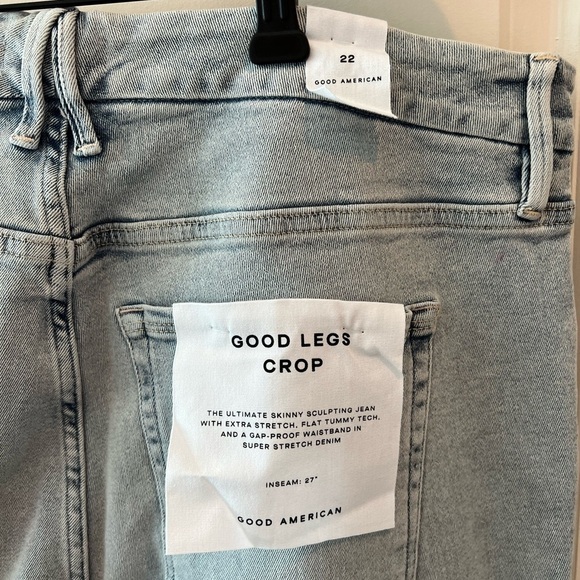 22
GOOD AMERICAN
GOOD LEGS
CROP
THE ULTIMATE SKINNY SCULPTING JEAN
WITH EXTRA STRETCH, FLAT TUMMY TECH,
AND A GAP-PROOF WAISTBAND IN
SUPER STRETCH DENIM
INSEAM: 27"
GOOD AMERICAN